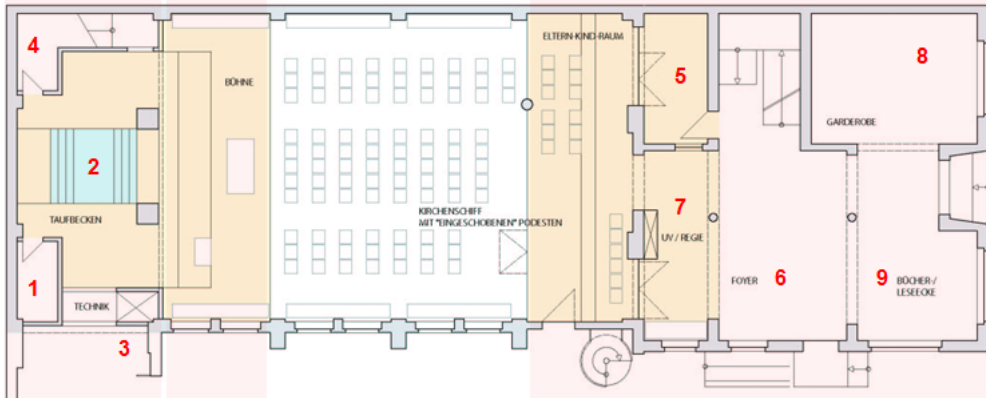 4
ELTERN-KIND-RAUM
8
BÜHNE
5
GARDEROBE
2
KIRCHENSCHIFF
MIT "EINGESCHOBENEN" PODESTEN
7
TAUFBECKEN
UV / REGIE
1
FOYER
6
9
BÜCHER-/
LESEECKE
TECHNIK
3